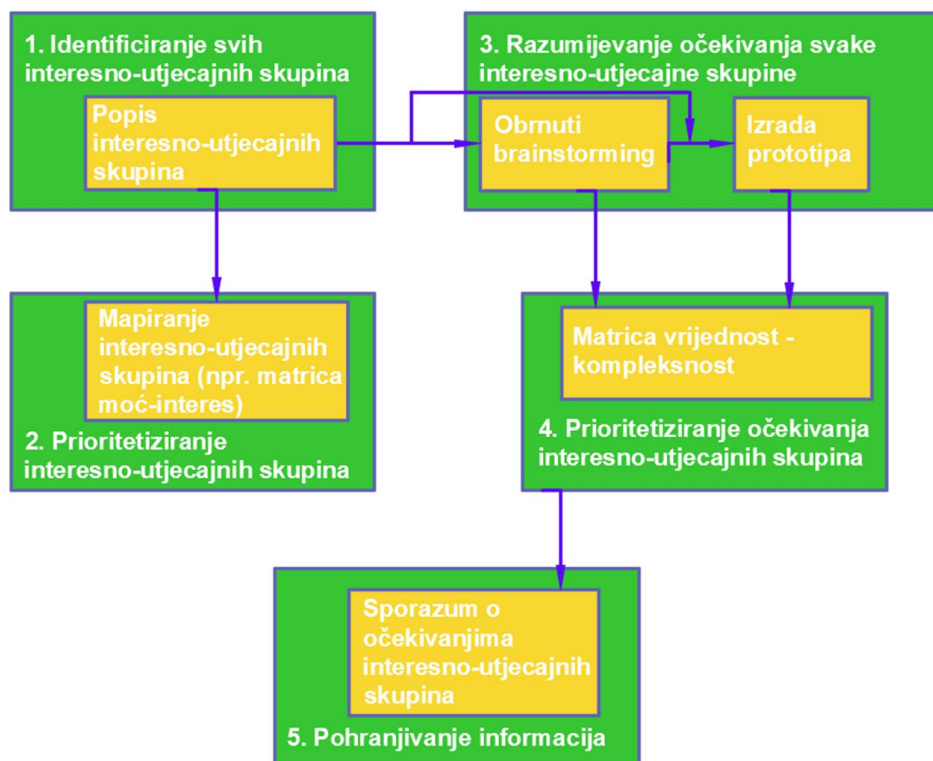 1. Identificiranje svih
interesno-utjecajnih skupina
Popis
interesno-utjecajnih
skupina
3. Razumijevanje očekivanja svake
interesno-utjecajne skupine
Obrnuti
brainstorming
Izrada
prototipa
Mapiranje
interesno-utjecajnih
skupina (npr. matrica
moć-interes)
2. Prioritetiziranje
interesno-utjecajnih skupina
Matrica vrijednost -
kompleksnost
4. Prioritetiziranje očekivanja
interesno-utjecajnih skupina
Sporazum o
očekivanjima
interesno-utjecajnih
skupina
5. Pohranjivanje informacija